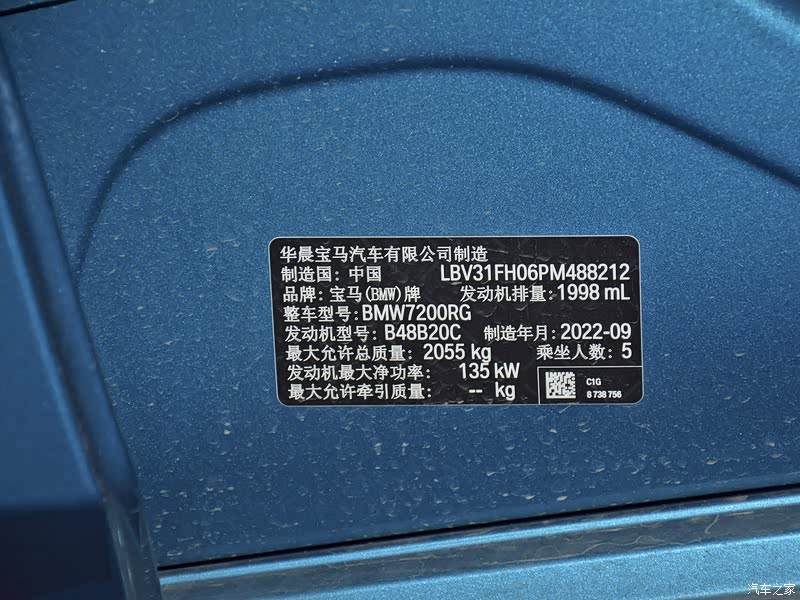 华晨宝马汽车有限公司制造
制造国: 中国 LBV31FH06PM488212
品牌: 宝马(BMW)牌 发动机排量: 1998 mL
整车型号: BMW7200RG
发动机型号: B48B20C 制造年月: 2022-09
最大允许总质量: 2055 kg 乘坐人数: 5
发动机最大净功率: 135 kW
最大允许牵引质量: -- kg
C1G
8 738 756
汽车之家